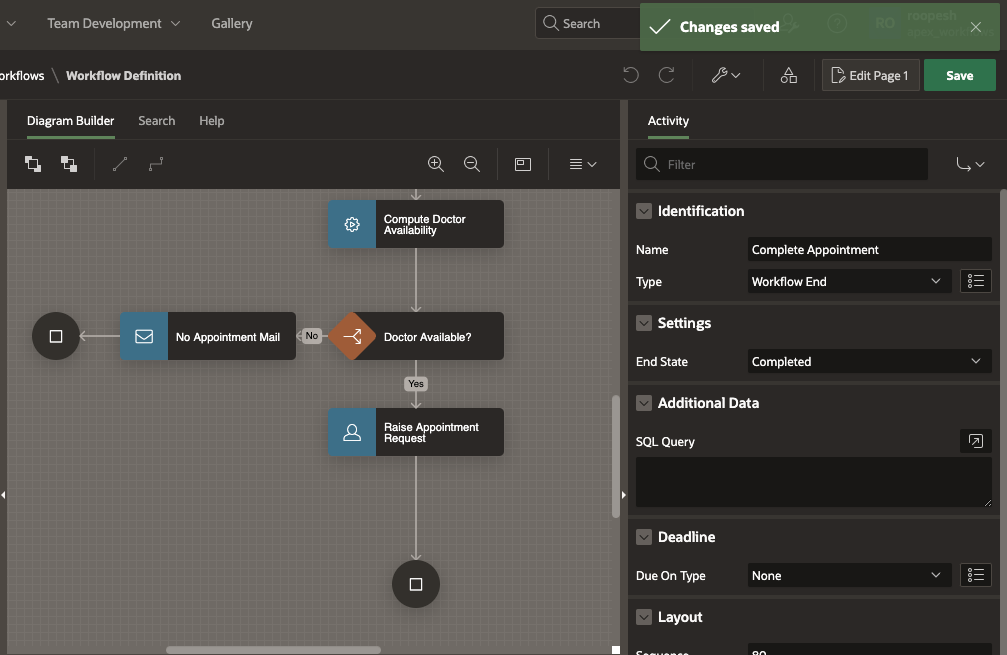 Team Development
Gallery
Search
Changes saved
RO
roopesh
orkflows \ Workflow Definition
Edit Page 1
Save
Diagram Builder
Search
Help
Activity
Filter
Compute Doctor
Availability
No Appointment Mail
No
Doctor Available?
Yes
Raise Appointment
Request
Identification
Name
Complete Appointment
Type
Workflow End
Settings
End State
Completed
Additional Data
SQL Query
Deadline
Due On Type
None
Layout
Sequence
80